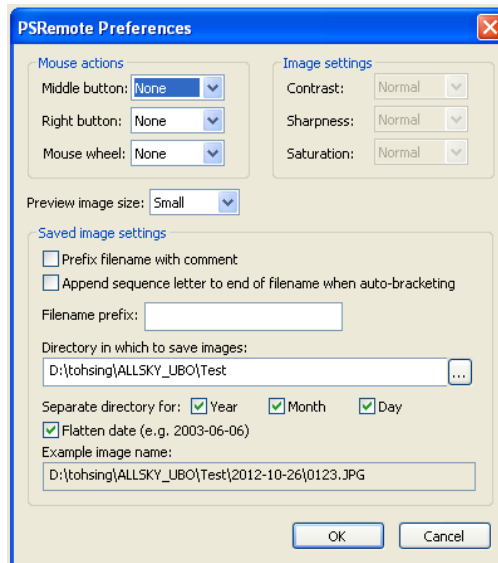 PSRemote Preferences
Mouse actions
Middle button: None
Right button: None
Mouse wheel: None
Image settings
Contrast: Normal
Sharpness: Normal
Saturation: Normal
Preview image size: Small
Saved image settings
Prefix filename with comment
Append sequence letter to end of filename when auto-bracketing
Filename prefix:
Directory in which to save images:
D:\tohsing\ALLSKY_UBO\Test
...
Separate directory for: Year Month Day
Flatten date (e.g. 2003-06-06)
Example image name:
D:\tohsing\ALLSKY_UBO\Test\2012-10-26\0123.JPG
OK Cancel